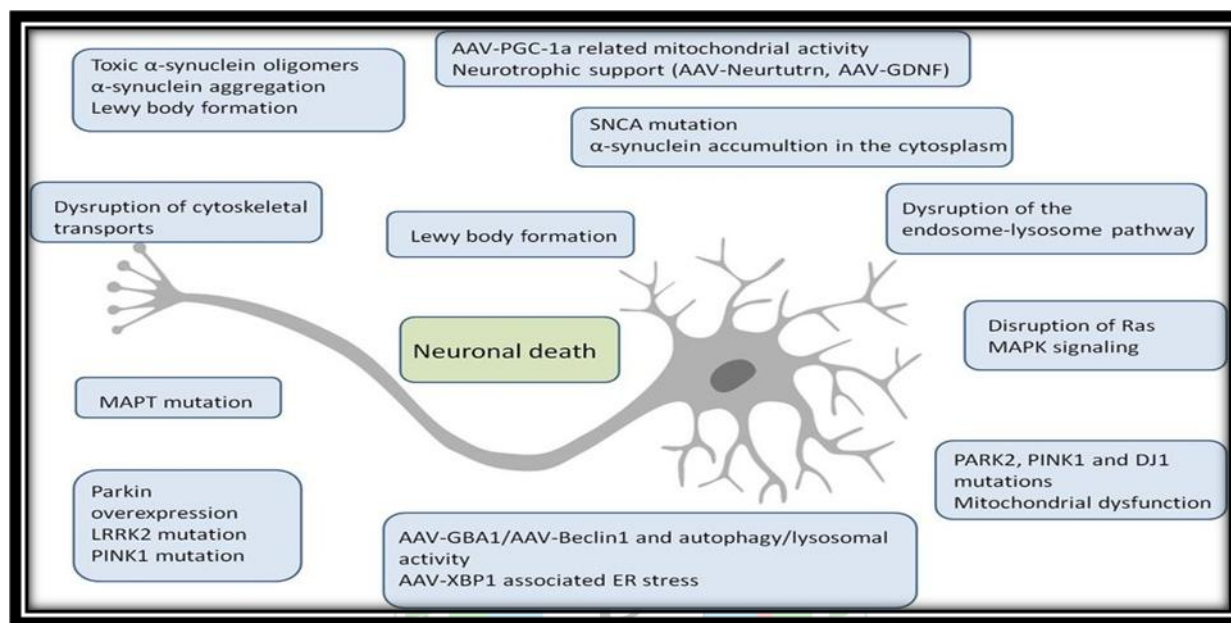 Toxic α-synuclein oligomers
α-synuclein aggregation
Lewy body formation
AAV-PGC-1a related mitochondrial activity
Neurotrophic support (AAV-Neurtutrn, AAV-GDNF)
SNCA mutation
α-synuclein accumultion in the cytosplasm
Dysruption of cytoskeletal
transports
Lewy body formation
Dysruption of the
endosome-lysosome pathway
Neuronal death
Disruption of Ras
MAPK signaling
MAPT mutation
PARK2, PINK1 and DJ1
mutations
Mitochondrial dysfunction
Parkin
overexpression
LRRK2 mutation
PINK1 mutation
AAV-GBA1/AAV-Beclin1 and autophagy/lysosomal
activity
AAV-XBP1 associated ER stress